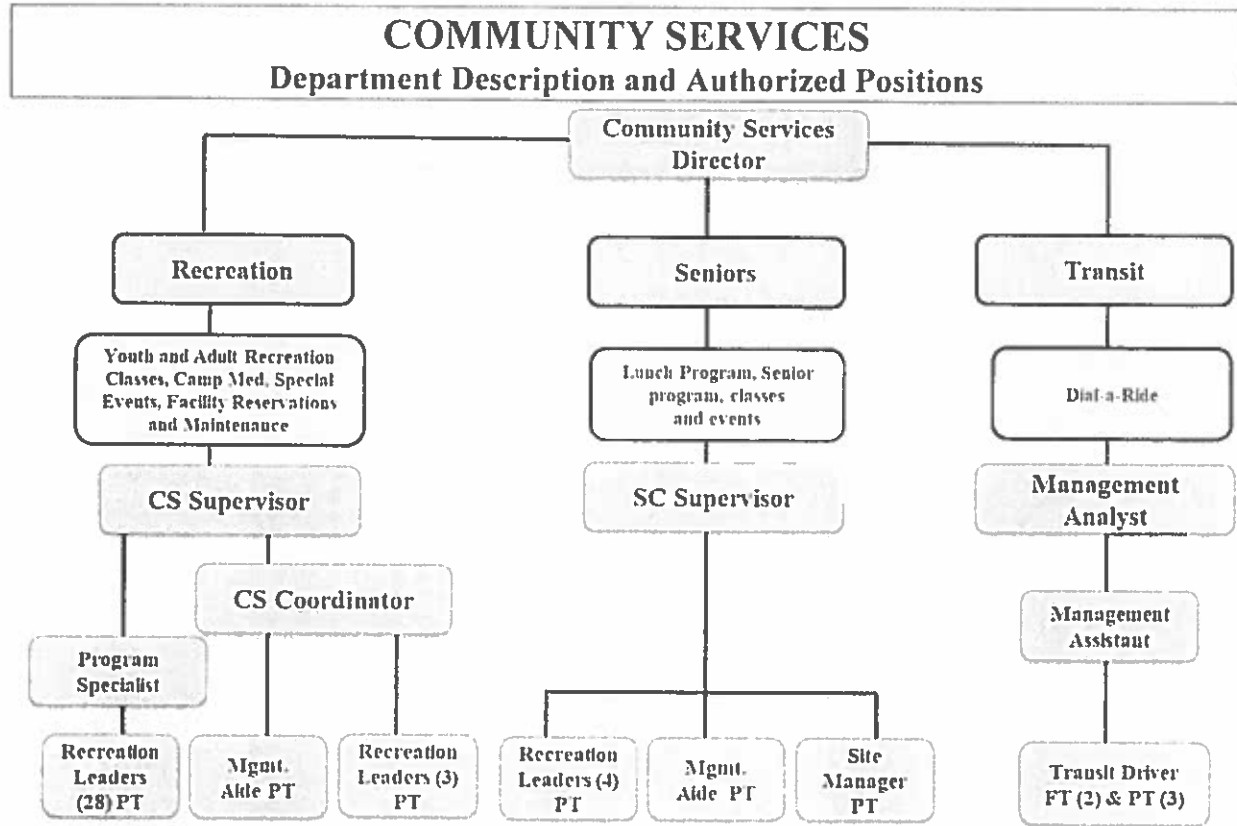 COMMUNITY SERVICES
Department Description and Authorized Positions
Community Services
Director
Recreation
Seniors
Transit
Youth and Adult Recreation
Classes, Camp Med, Special
Events, Facility Reservations
and Maintenance
Lunch Program, Senior
program, classes
and events
Dial-a-Ride
CS Supervisor
SC Supervisor
Management
Analyst
CS Coordinator
Management
Assistant
Program
Specialist
Recreation
Leaders
(28) PT
Mgmt.
Aide PT
Recreation
Leaders (3)
PT
Recreation
Leaders (4)
PT
Mgmt.
Aide PT
Site
Manager
PT
Transit Driver
FT (2) & PT (3)